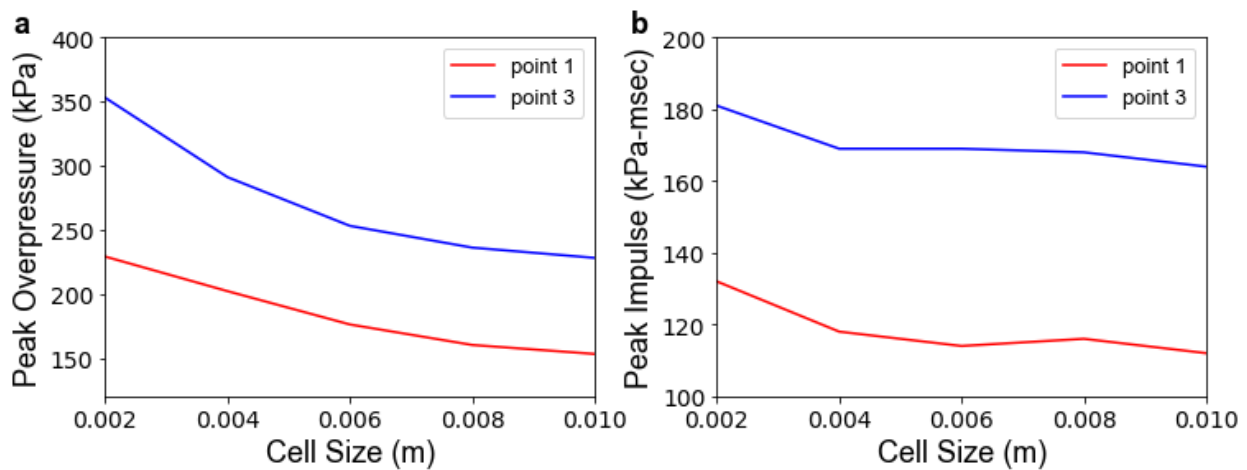 a
400
350
300
250
200
150
Peak Overpressure (kPa)
point 1
point 3
0.002 0.004 0.006 0.008 0.010
Cell Size (m)
b
200
180
160
140
120
100
Peak Impulse (kPa-msec)
point 1
point 3
0.002 0.004 0.006 0.008 0.010
Cell Size (m)